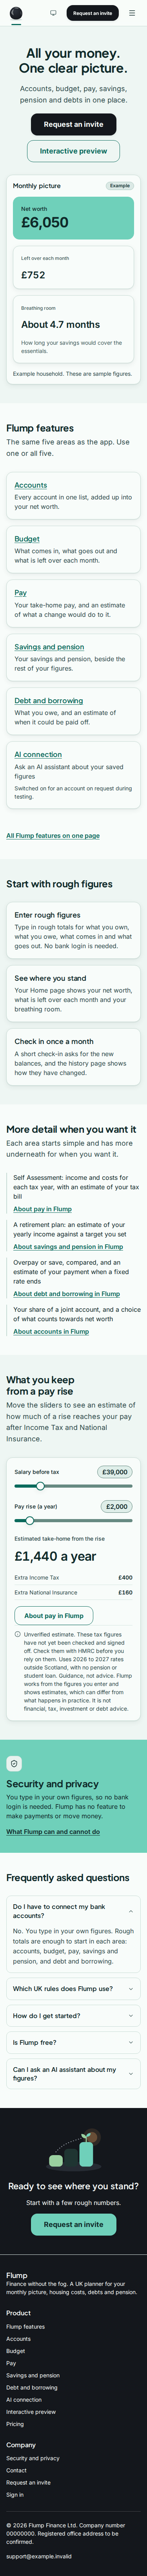 Request an invite
All your money.
One clear picture.
Accounts, budget, pay, savings,
pension and debts in one place.
Request an invite
Interactive preview
Monthly picture
Example
Net worth
£6,050
Left over each month
£752
Breathing room
About 4.7 months
How long your savings would cover the
essentials.
Example household. These are sample figures.
Flump features
The same five areas as the app. Use
one or all five.
Accounts
Every account in one list, added up into
your net worth.
Budget
What comes in, what goes out and
what is left over each month.
Pay
Your take-home pay, and an estimate
of what a change would do to it.
Savings and pension
Your savings and pension, beside the
rest of your figures.
Debt and borrowing
What you owe, and an estimate of
when it could be paid off.
AI connection
Ask an AI assistant about your saved
figures
Switched on for an account on request during
testing.
All Flump features on one page
Start with rough figures
Enter rough figures
Type in rough totals for what you own,
what you owe, what comes in and what
goes out. No bank login is needed.
See where you stand
Your Home page shows your net worth,
what is left over each month and your
breathing room.
Check in once a month
A short check-in asks for the new
balances, and the history page shows
how they have changed.
More detail when you want it
Each area starts simple and has more
underneath for when you want it.
Self Assessment: income and costs for
each tax year, with an estimate of your tax
bill
About pay in Flump
A retirement plan: an estimate of your
yearly income against a target you set
About savings and pension in Flump
Overpay or save, compared, and an
estimate of your payment when a fixed
rate ends
About debt and borrowing in Flump
Your share of a joint account, and a choice
of what counts towards net worth
About accounts in Flump
What you keep
from a pay rise
Move the sliders to see an estimate of
how much of a rise reaches your pay
after Income Tax and National
Insurance.
Salary before tax
£39,000
Pay rise (a year)
£2,000
Estimated take-home from the rise
£1,440 a year
Extra Income Tax
£400
Extra National Insurance
£160
About pay in Flump
Unverified estimate. These tax figures
have not yet been checked and signed
off. Check them with HMRC before you
rely on them. Uses 2026 to 2027 rates
outside Scotland, with no pension or
student loan. Guidance, not advice. Flump
works from the figures you enter and
shows estimates, which can differ from
what happens in practice. It is not
financial, tax, investment or debt advice.
Security and privacy
You type in your own figures, so no bank
login is needed. Flump has no feature to
make payments or move money.
What Flump can and cannot do
Frequently asked questions
Do I have to connect my bank
accounts?
No. You type in your own figures. Rough
totals are enough to start in each area:
accounts, budget, pay, savings and
pension, and debt and borrowing.
Which UK rules does Flump use?
How do I get started?
Is Flump free?
Can I ask an AI assistant about my
figures?
Ready to see where you stand?
Start with a few rough numbers.
Request an invite
Flump
Finance without the fog. A UK planner for your
monthly picture, housing costs, debts and pension.
Product
Flump features
Accounts
Budget
Pay
Savings and pension
Debt and borrowing
AI connection
Interactive preview
Pricing
Company
Security and privacy
Contact
Request an invite
Sign in
© 2026 Flump Finance Ltd. Company number
00000000. Registered office address to be
confirmed.
support@example.invalid